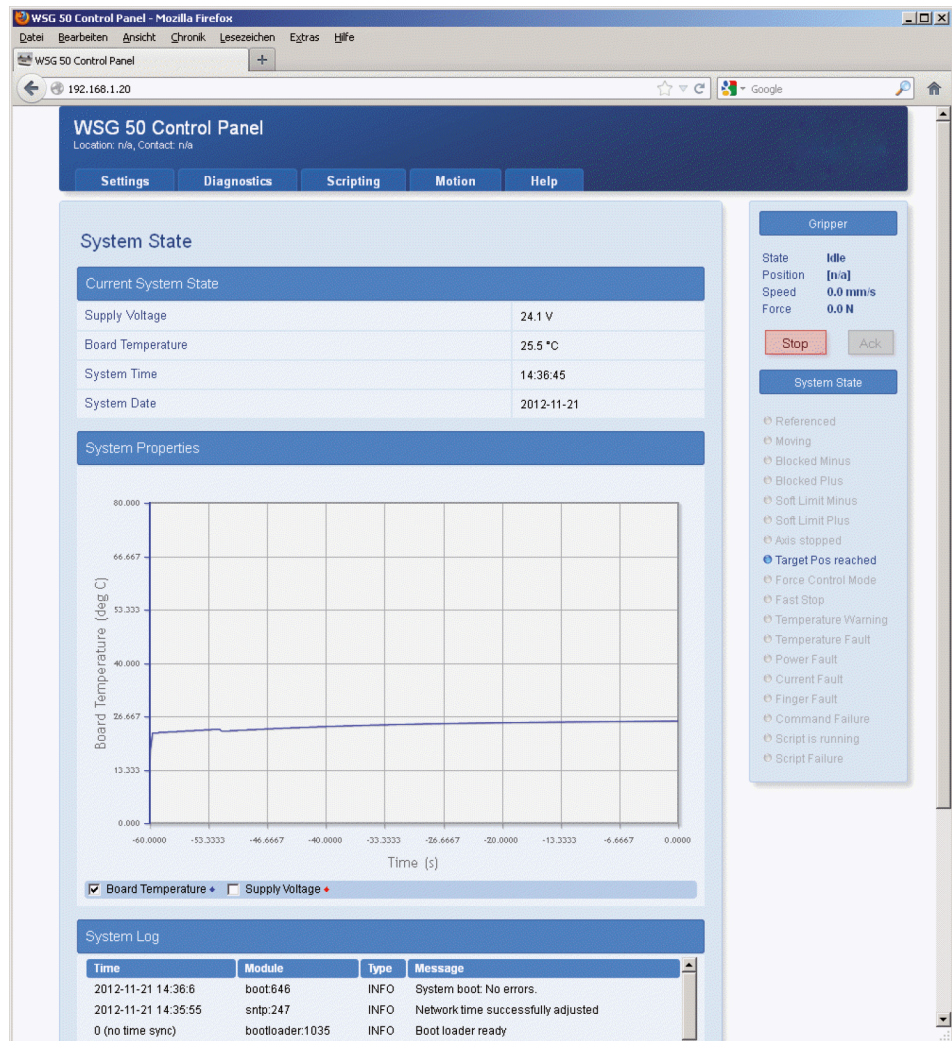 WSG 50 Control Panel - Mozilla Firefox
Datei Bearbeiten Ansicht Chronik Lesezeichen Extras Hilfe
WSG 50 Control Panel
192.168.1.20
Google
WSG 50 Control Panel
Location: n/a, Contact: n/a
Settings Diagnostics Scripting Motion Help
System State
Current System State
Supply Voltage 24.1 V
Board Temperature 25.5 °C
System Time 14:36:45
System Date 2012-11-21
System Properties
80.000
66.667
53.333
40.000
26.667
13.333
0.000
Board Temperature (deg C)
-60.0000 -53.3333 -46.6667 -40.0000 -33.3333 -26.6667 -20.0000 -13.3333 -6.6667 0.0000
Time (s)
Board Temperature Supply Voltage
System Log
Time Module Type Message
2012-11-21 14:36:6 boot:646 INFO System boot: No errors.
2012-11-21 14:35:55 sntp:247 INFO Network time successfully adjusted
0 (no time sync) bootloader:1035 INFO Boot loader ready
Gripper
State Idle
Position [n/a]
Speed 0.0 mm/s
Force 0.0 N
Stop Ack
System State
Referenced
Moving
Blocked Minus
Blocked Plus
Soft Limit Minus
Soft Limit Plus
Axis stopped
Target Pos reached
Force Control Mode
Fast Stop
Temperature Warning
Temperature Fault
Power Fault
Current Fault
Finger Fault
Command Failure
Script is running
Script Failure